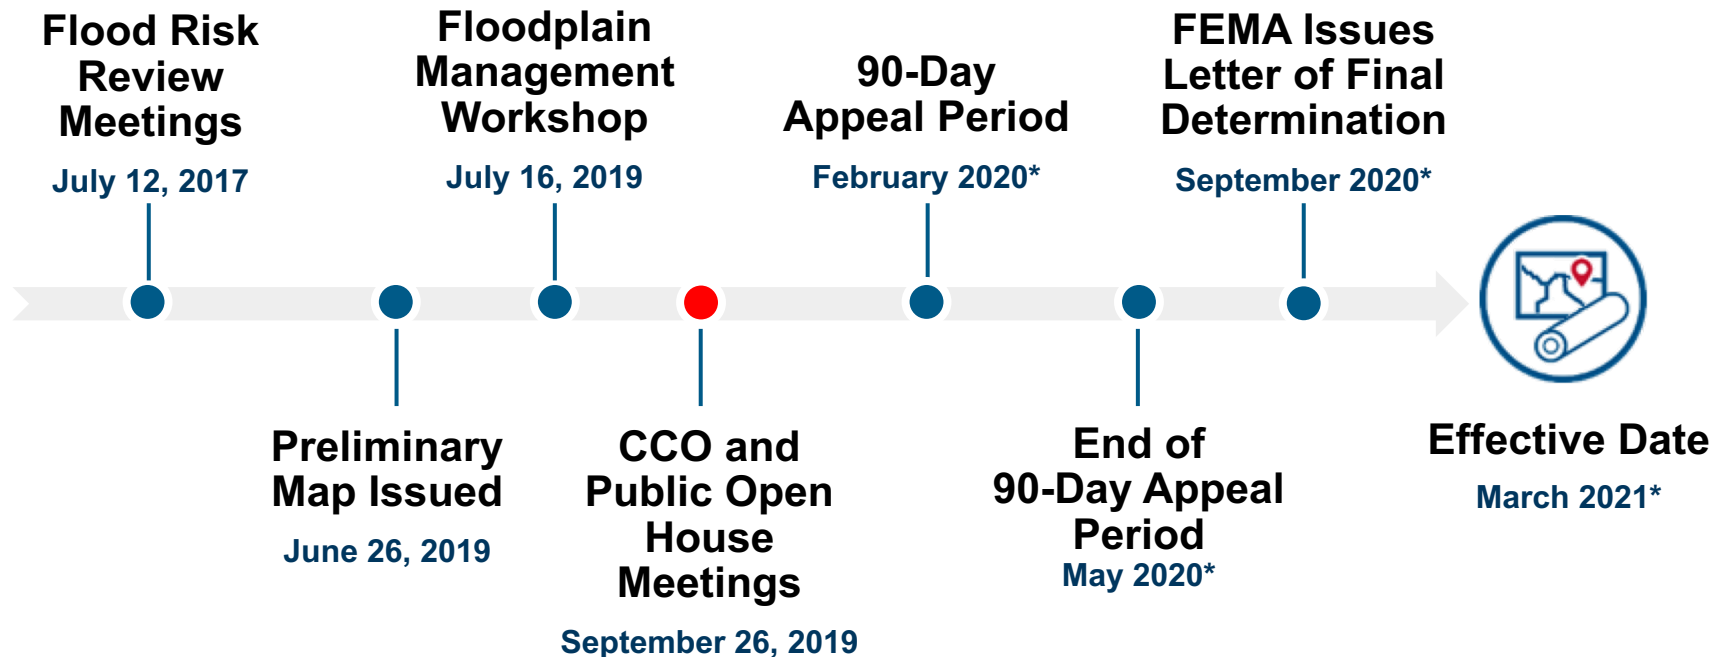 Flood Risk
Review
Meetings
July 12, 2017
Preliminary
Map Issued
June 26, 2019
Floodplain
Management
Workshop
July 16, 2019
CCO and
Public Open
House
Meetings
September 26, 2019
90-Day
Appeal Period
February 2020*
End of
90-Day Appeal
Period
May 2020*
FEMA Issues
Letter of Final
Determination
September 2020*
Effective Date
March 2021*